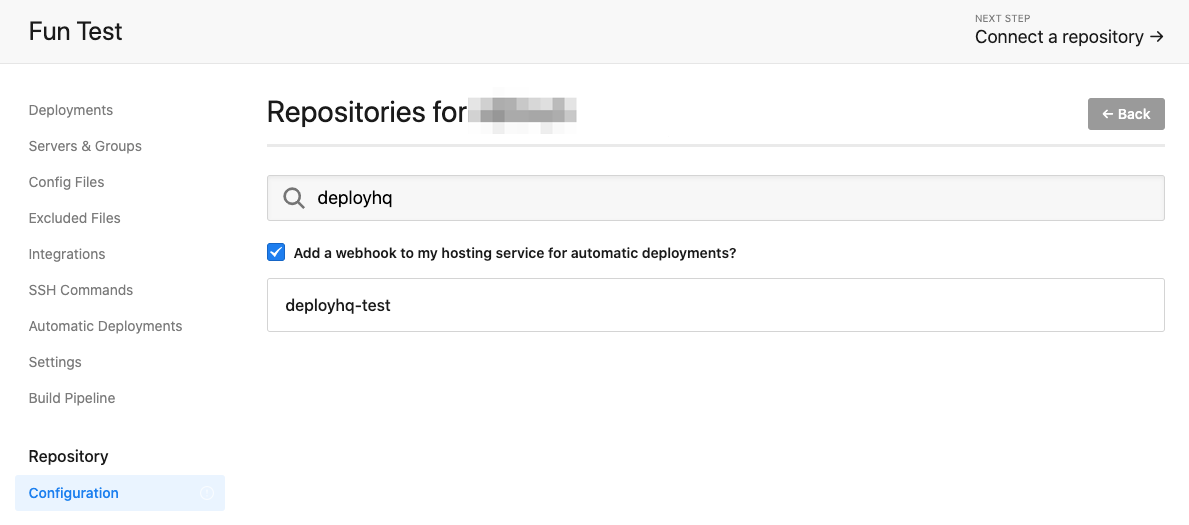 Fun Test
NEXT STEP
Connect a repository →
Deployments
Servers & Groups
Config Files
Excluded Files
Integrations
SSH Commands
Automatic Deployments
Settings
Build Pipeline
Repository
Configuration
Repositories for
← Back
deployhq
Add a webhook to my hosting service for automatic deployments?
deployhq-test